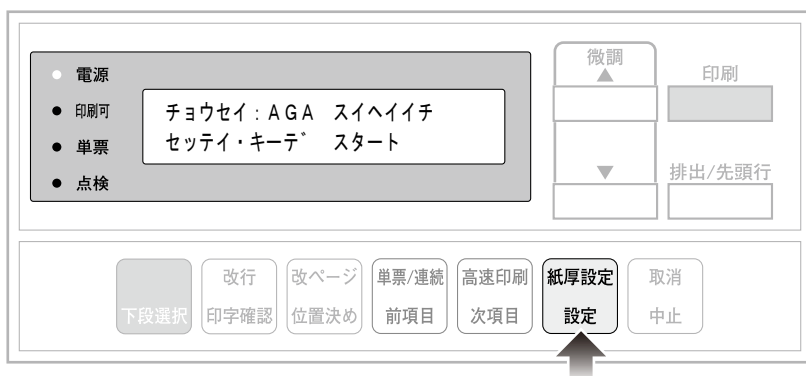 電源
印刷可
単票
点検
チョウセイ：AGA スイヘイイチ
セッテイ・キーデ゛ スタート
微調
▲
▼
印刷
排出/先頭行
下段選択
改行
印字確認
改ページ
位置決め
単票/連続
前項目
高速印刷
次項目
紙厚設定
設定
取消
中止